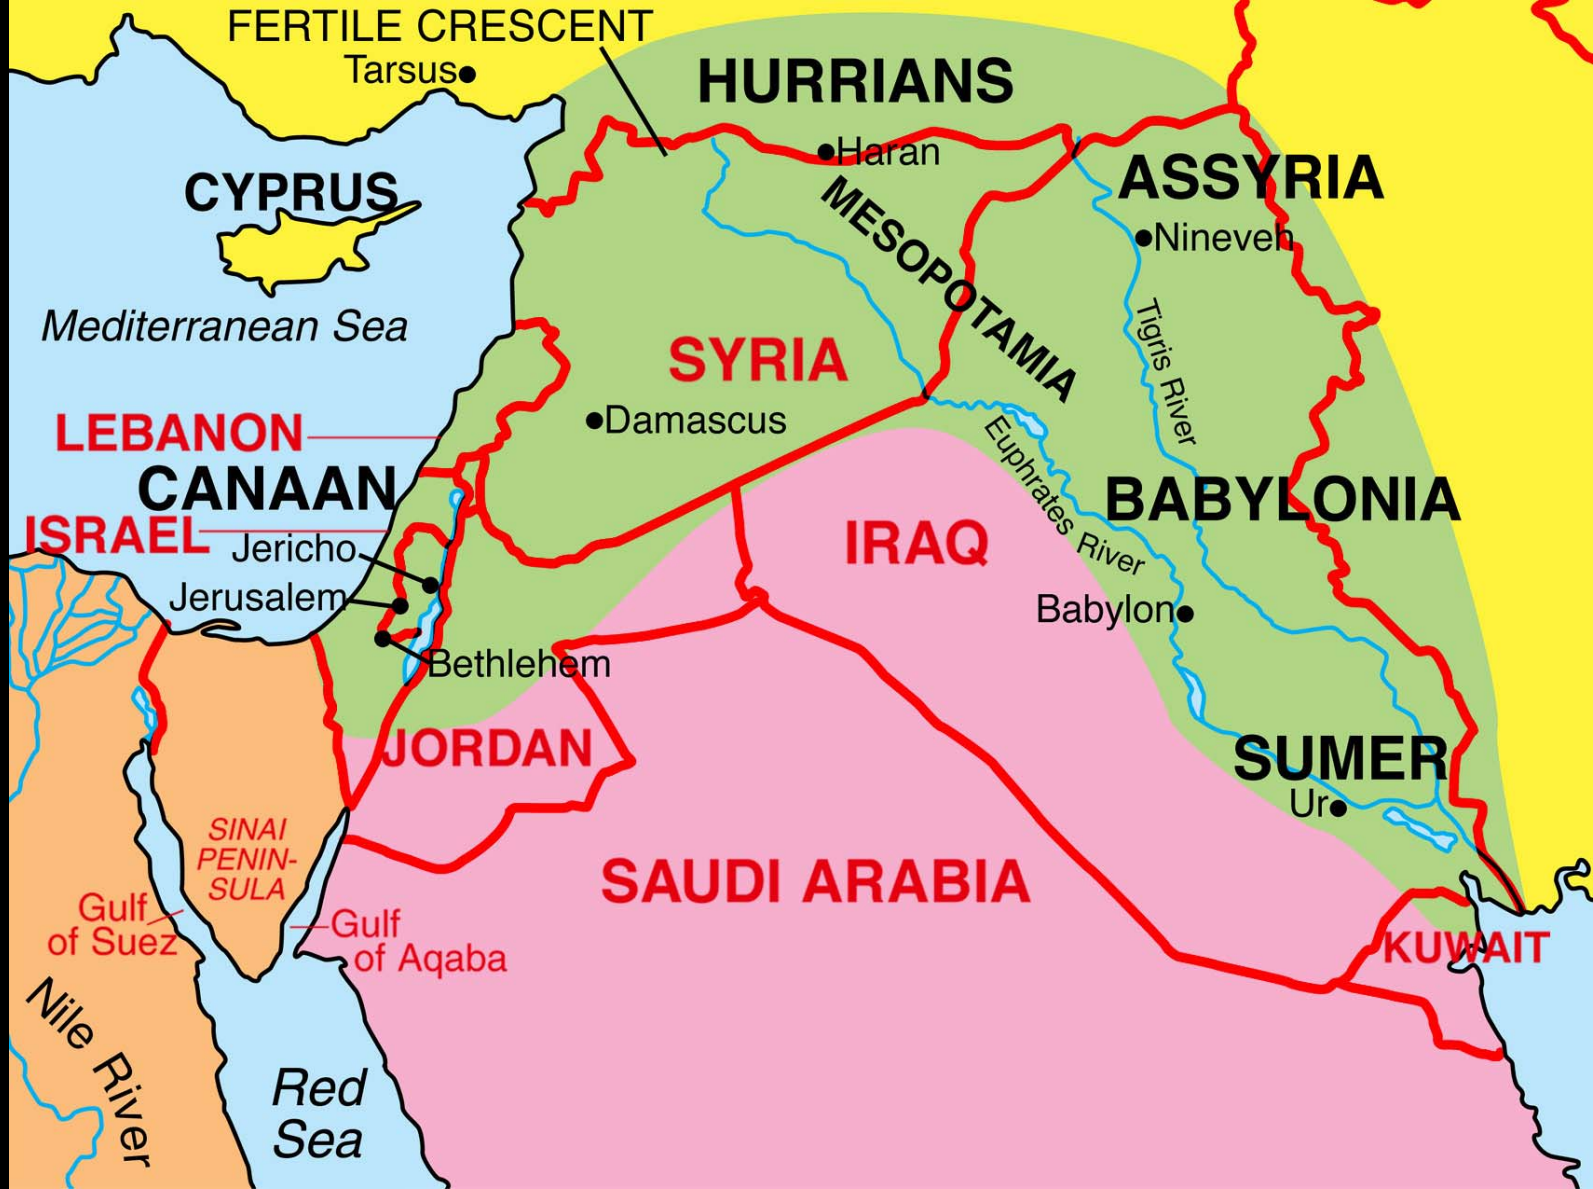 FERTILE CRESCENT
Tarsus
HURRIANS
Haran
ASSYRIA
CYPRUS
MESOPOTAMIA
Nineveh
Mediterranean Sea
Tigris River
SYRIA
Damascus
LEBANON
CANAAN
Euphrates River
BABYLONIA
ISRAEL
Jericho
IRAQ
Jerusalem
Babylon
Bethlehem
JORDAN
SUMER
Ur
SINAI
PENIN-
SULA
SAUDI ARABIA
Gulf
of Suez
Gulf
of Aqaba
KUWAIT
Nile River
Red
Sea